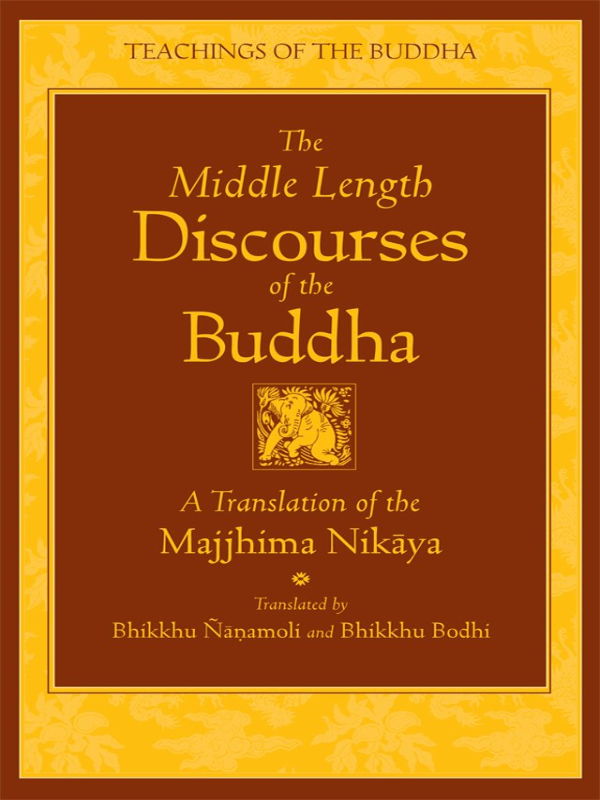 TEACHINGS OF THE BUDDHA
The
Middle Length
Discourses
of the
Buddha
A Translation of the
Majjhima Nikāya
Translated by
Bhikkhu Ñāṇamoli and Bhikkhu Bodhi